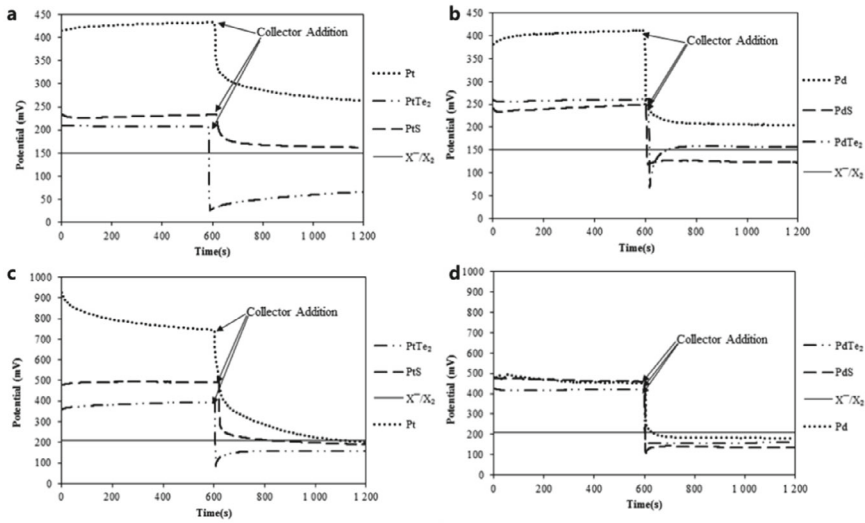 a
450
400
350
300
250
200
150
100
50
0
Potential (mV)
0 200 400 600 800 1 000 1 200
Time(s)
Collector Addition
Pt
PtTe₂
PtS
X⁻/X₂
b
450
400
350
300
250
200
150
100
50
0
Potential (mV)
0 200 400 600 800 1 000 1 200
Time(s)
Collector Addition
Pd
PdS
PdTe₂
X⁻/X₂
c
1000
900
800
700
600
500
400
300
200
100
0
Potential (mV)
0 200 400 600 800 1 000 1 200
Time(s)
Collector Addition
PtTe₂
PtS
X⁻/X₂
Pt
d
1000
900
800
700
600
500
400
300
200
100
0
Potential (mV)
0 200 400 600 800 1 000 1 200
Time(s)
Collector Addition
PdTe₂
PdS
X⁻/X₂
Pd